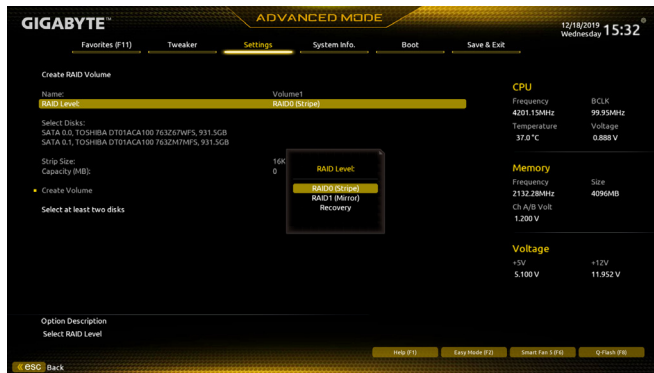 GIGABYTE™
ADVANCED MODE
12/18/2019
Wednesday
15:32
Favorites (F11) Tweaker Settings System Info. Boot Save & Exit
Create RAID Volume
Name: Volume1
RAID Level: RAID0 (Stripe)
Select Disks:
SATA 0.0, TOSHIBA DT01ACA100 763Z67WFS, 931.5GB
SATA 0.1, TOSHIBA DT01ACA100 763ZM7MFS, 931.5GB
Strip Size: 16K
Capacity (MB): 0
Create Volume
Select at least two disks
RAID Level:
RAID0 (Stripe)
RAID1 (Mirror)
Recovery
CPU
Frequency BCLK
4201.15MHz 99.95MHz
Temperature Voltage
37.0 °C 0.888 V
Memory
Frequency Size
2132.28MHz 4096MB
Ch A/B Volt
1.200 V
Voltage
+5V +12V
5.100 V 11.952 V
Option Description
Select RAID Level
Help (F1) Easy Mode (F2) Smart Fan 5 (F6) Q-Flash (F8)
esc Back